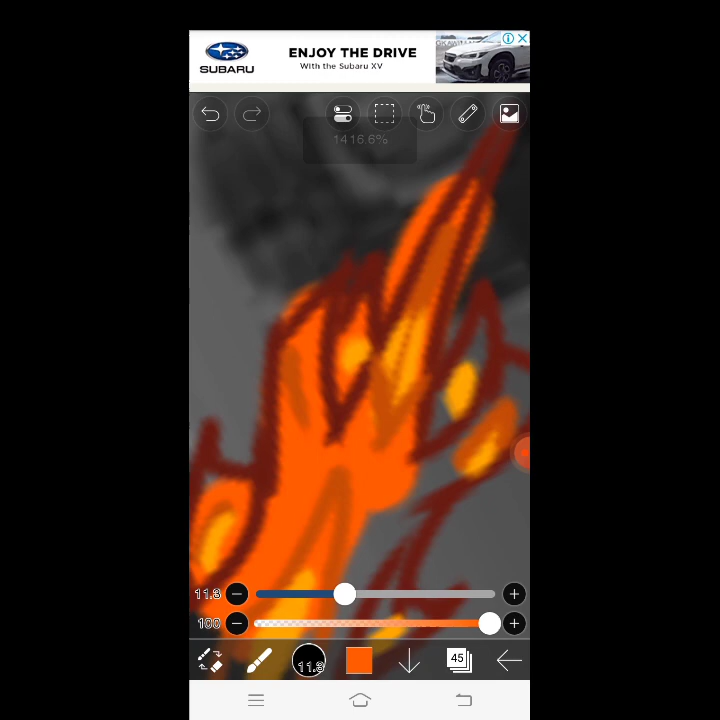 SUBARU
ENJOY THE DRIVE
With the Subaru XV
1416.6%
11.3
100
11.3
45